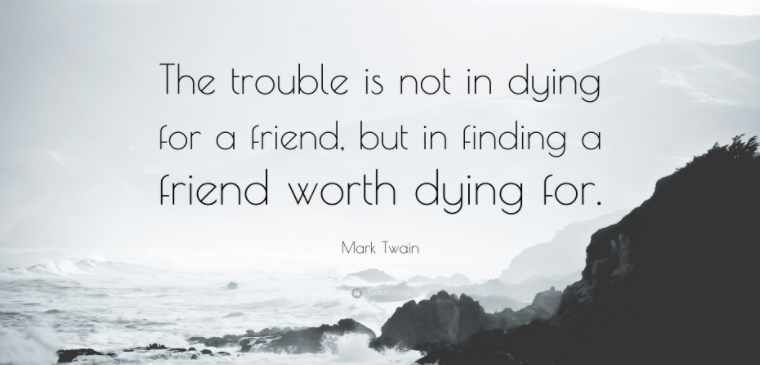 The trouble is not in dying
for a friend, but in finding a
friend worth dying for.
Mark Twain